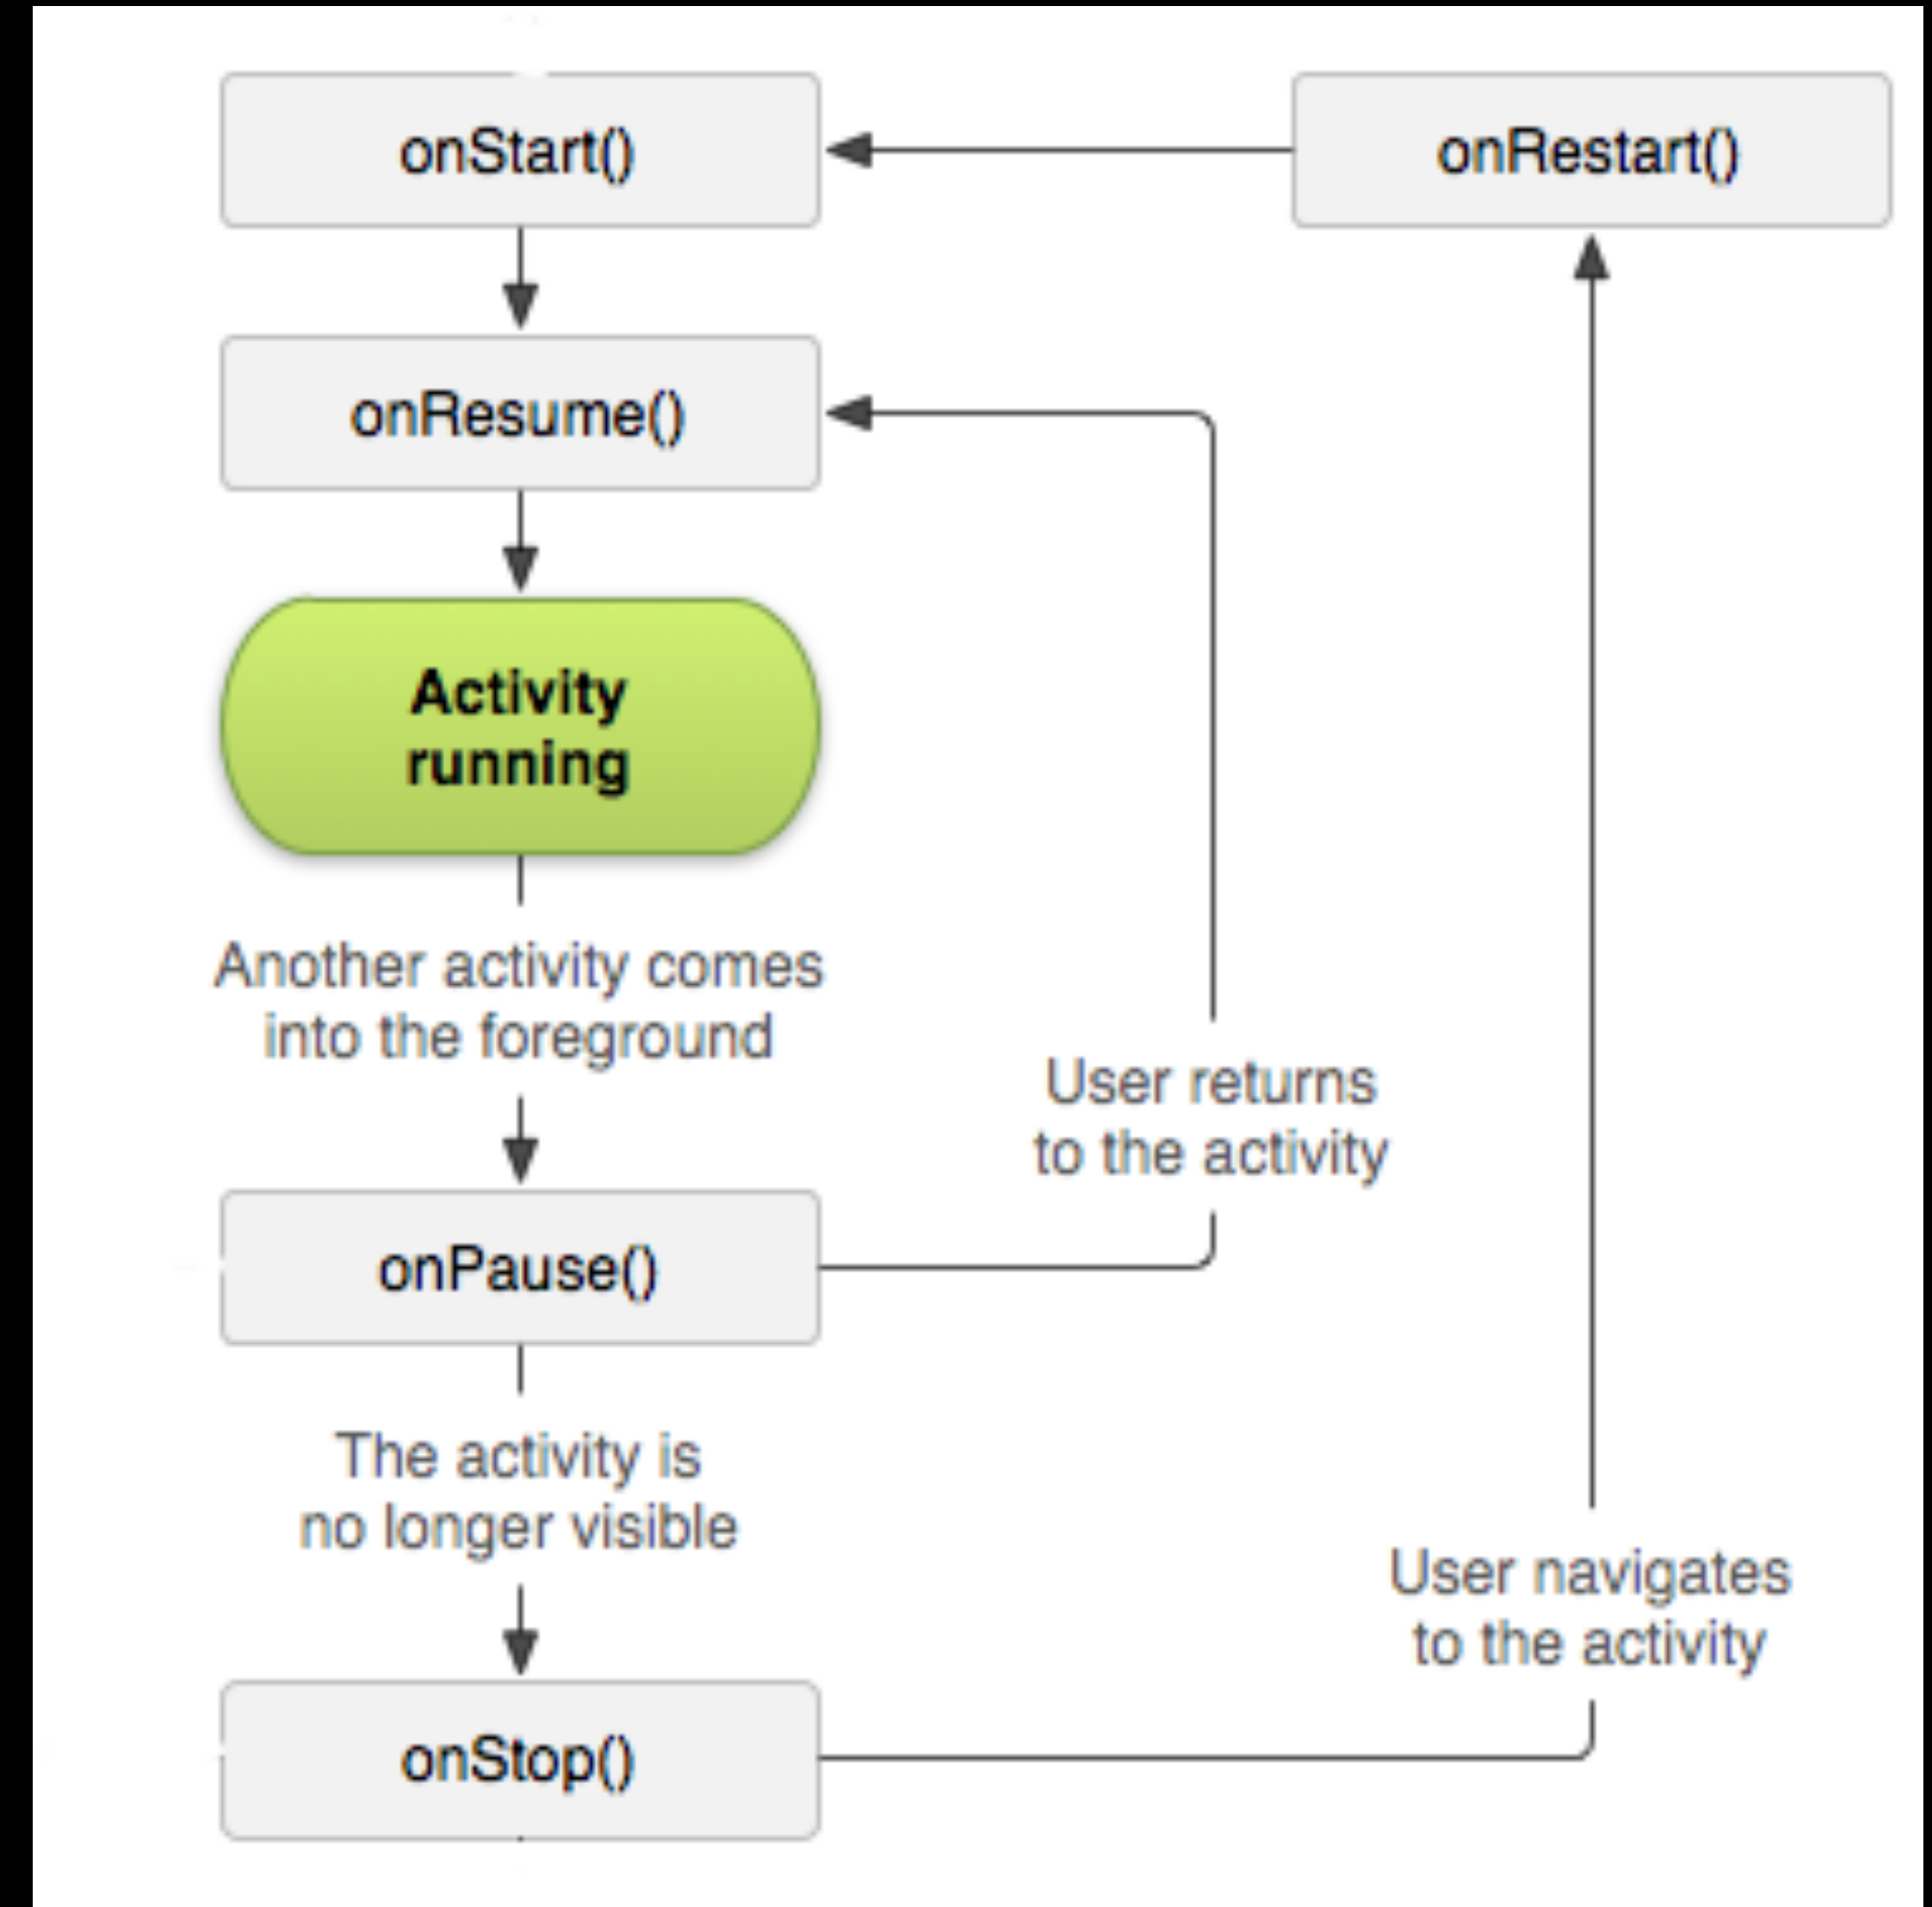 onStart()
onRestart()
onResume()
Activity
running
Another activity comes
into the foreground
User returns
to the activity
onPause()
The activity is
no longer visible
User navigates
to the activity
onStop()